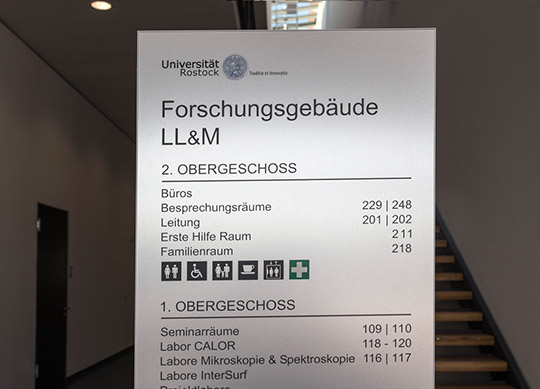 Universität
Rostock
Traditio et Innovatio
Forschungsgebäude
LL&M
2. OBERGESCHOSS
Büros
Besprechungsräume 229 | 248
Leitung 201 | 202
Erste Hilfe Raum 211
Familienraum 218
1. OBERGESCHOSS
Seminarräume 109 | 110
Labor CALOR 118 - 120
Labore Mikroskopie & Spektroskopie 116 | 117
Labore InterSurf
Projektlabore